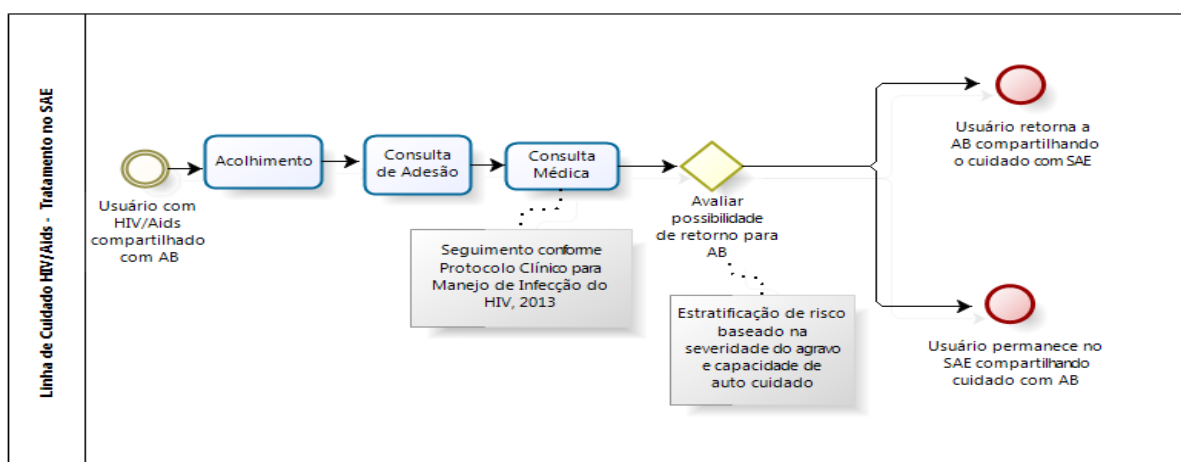 Linha de Cuidado HIV/Aids - Tratamento no SAE
Usuário com
HIV/Aids
compartilhado
com AB
Acolhimento
Consulta
de Adesão
Consulta
Médica
Seguimento conforme
Protocolo Clínico para
Manejo de Infecção do
HIV, 2013
Avaliar
possibilidade
de retorno para
AB
Estratificação de risco
baseado na
severidade do agravo
e capacidade de
auto cuidado
Usuário retorna a
AB compartilhando
o cuidado com SAE
Usuário permanece no
SAE compartilhando
cuidado com AB